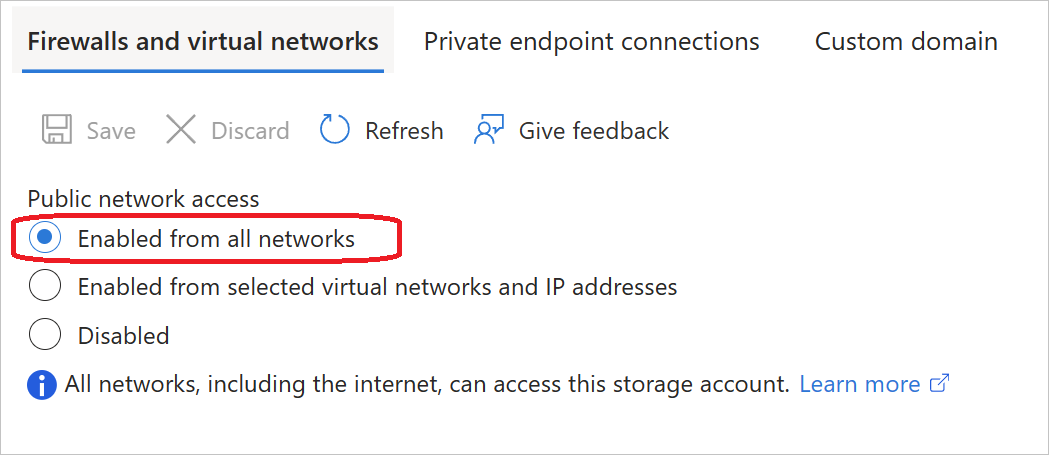 Firewalls and virtual networks Private endpoint connections Custom domain
Save Discard Refresh Give feedback
Public network access
Enabled from all networks
Enabled from selected virtual networks and IP addresses
Disabled
All networks, including the internet, can access this storage account. Learn more